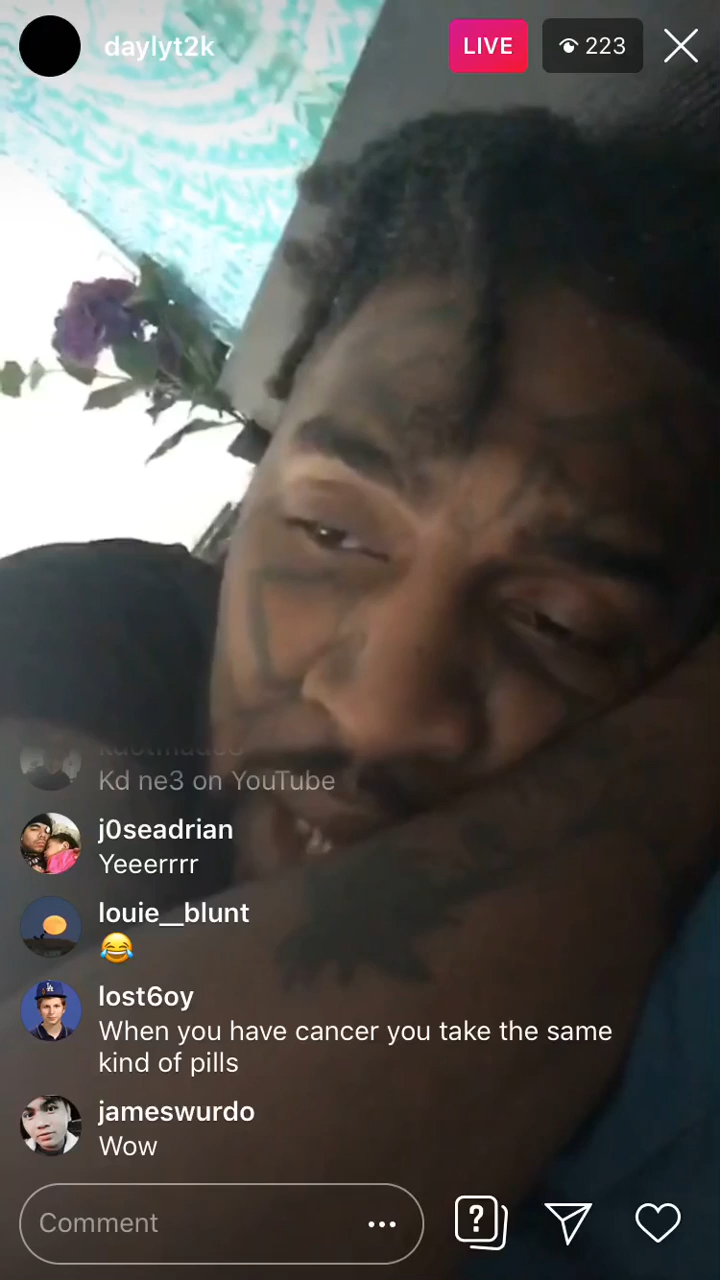 daylyt2k
LIVE
223
Kd ne3 on YouTube
j0seadrian
Yeeerrrr
louie__blunt
😂
lost6oy
When you have cancer you take the same
kind of pills
jameswurdo
Wow
Comment